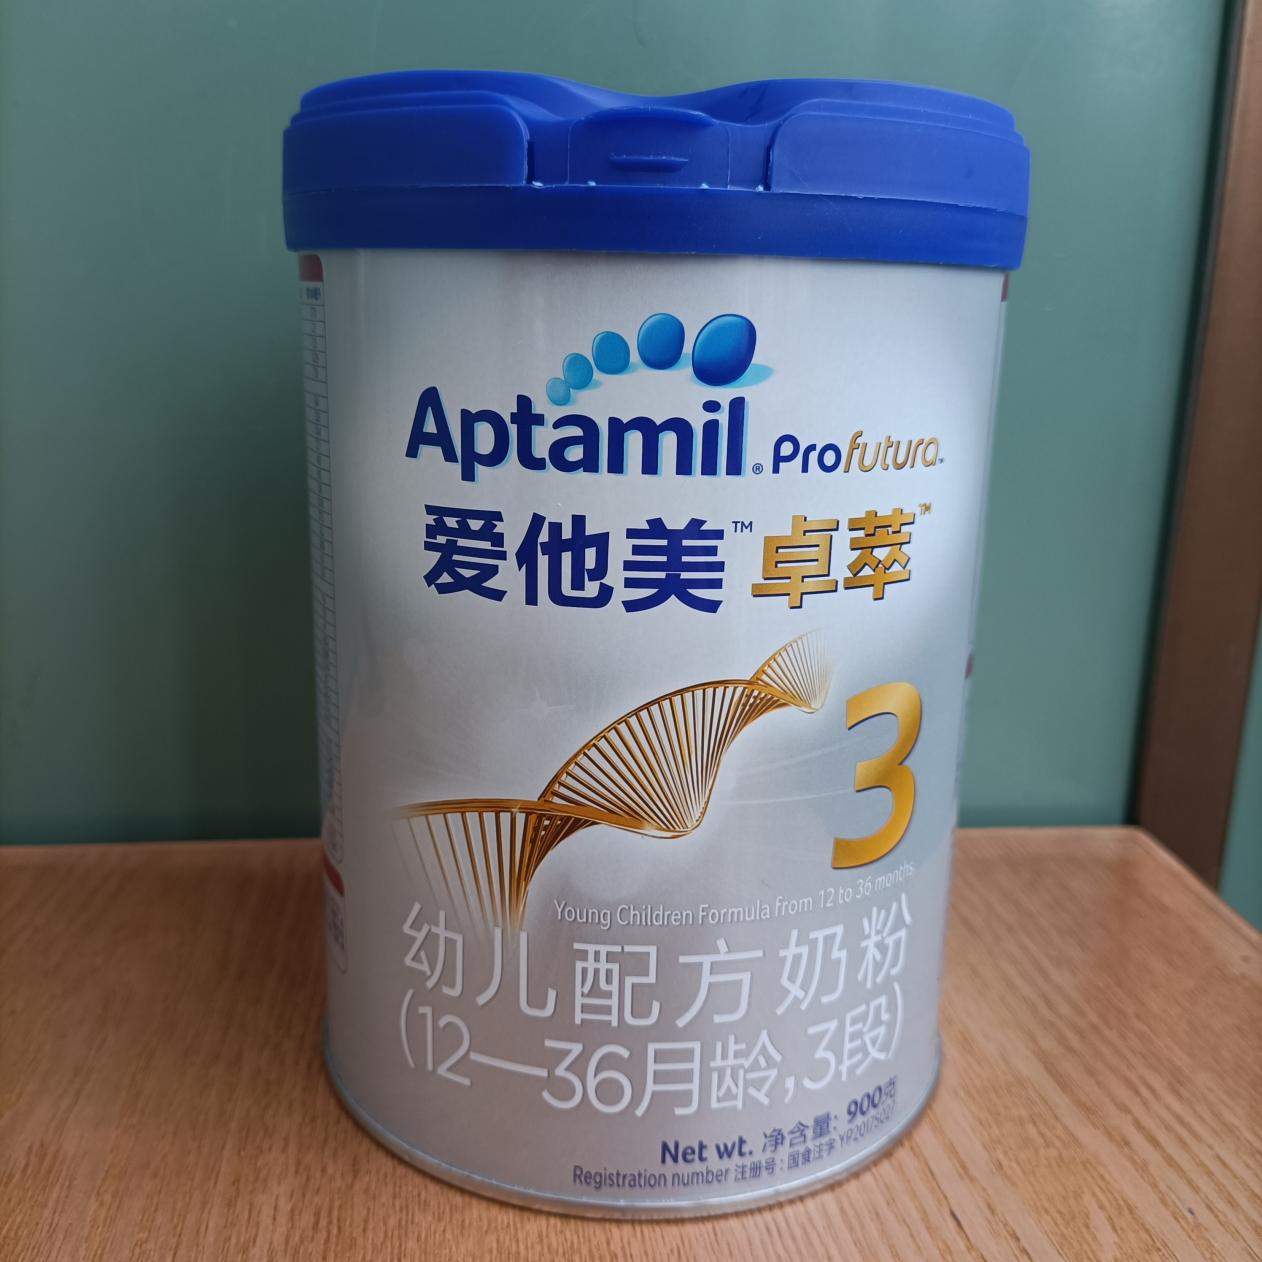 Aptamil® Profutura™
爱他美™卓萃™
3
Young Children Formula from 12 to 36 months
幼儿配方奶粉
(12—36月龄,3段)
Net wt. 净含量: 900克
Registration number 注册号: 国食注字 YP20175027